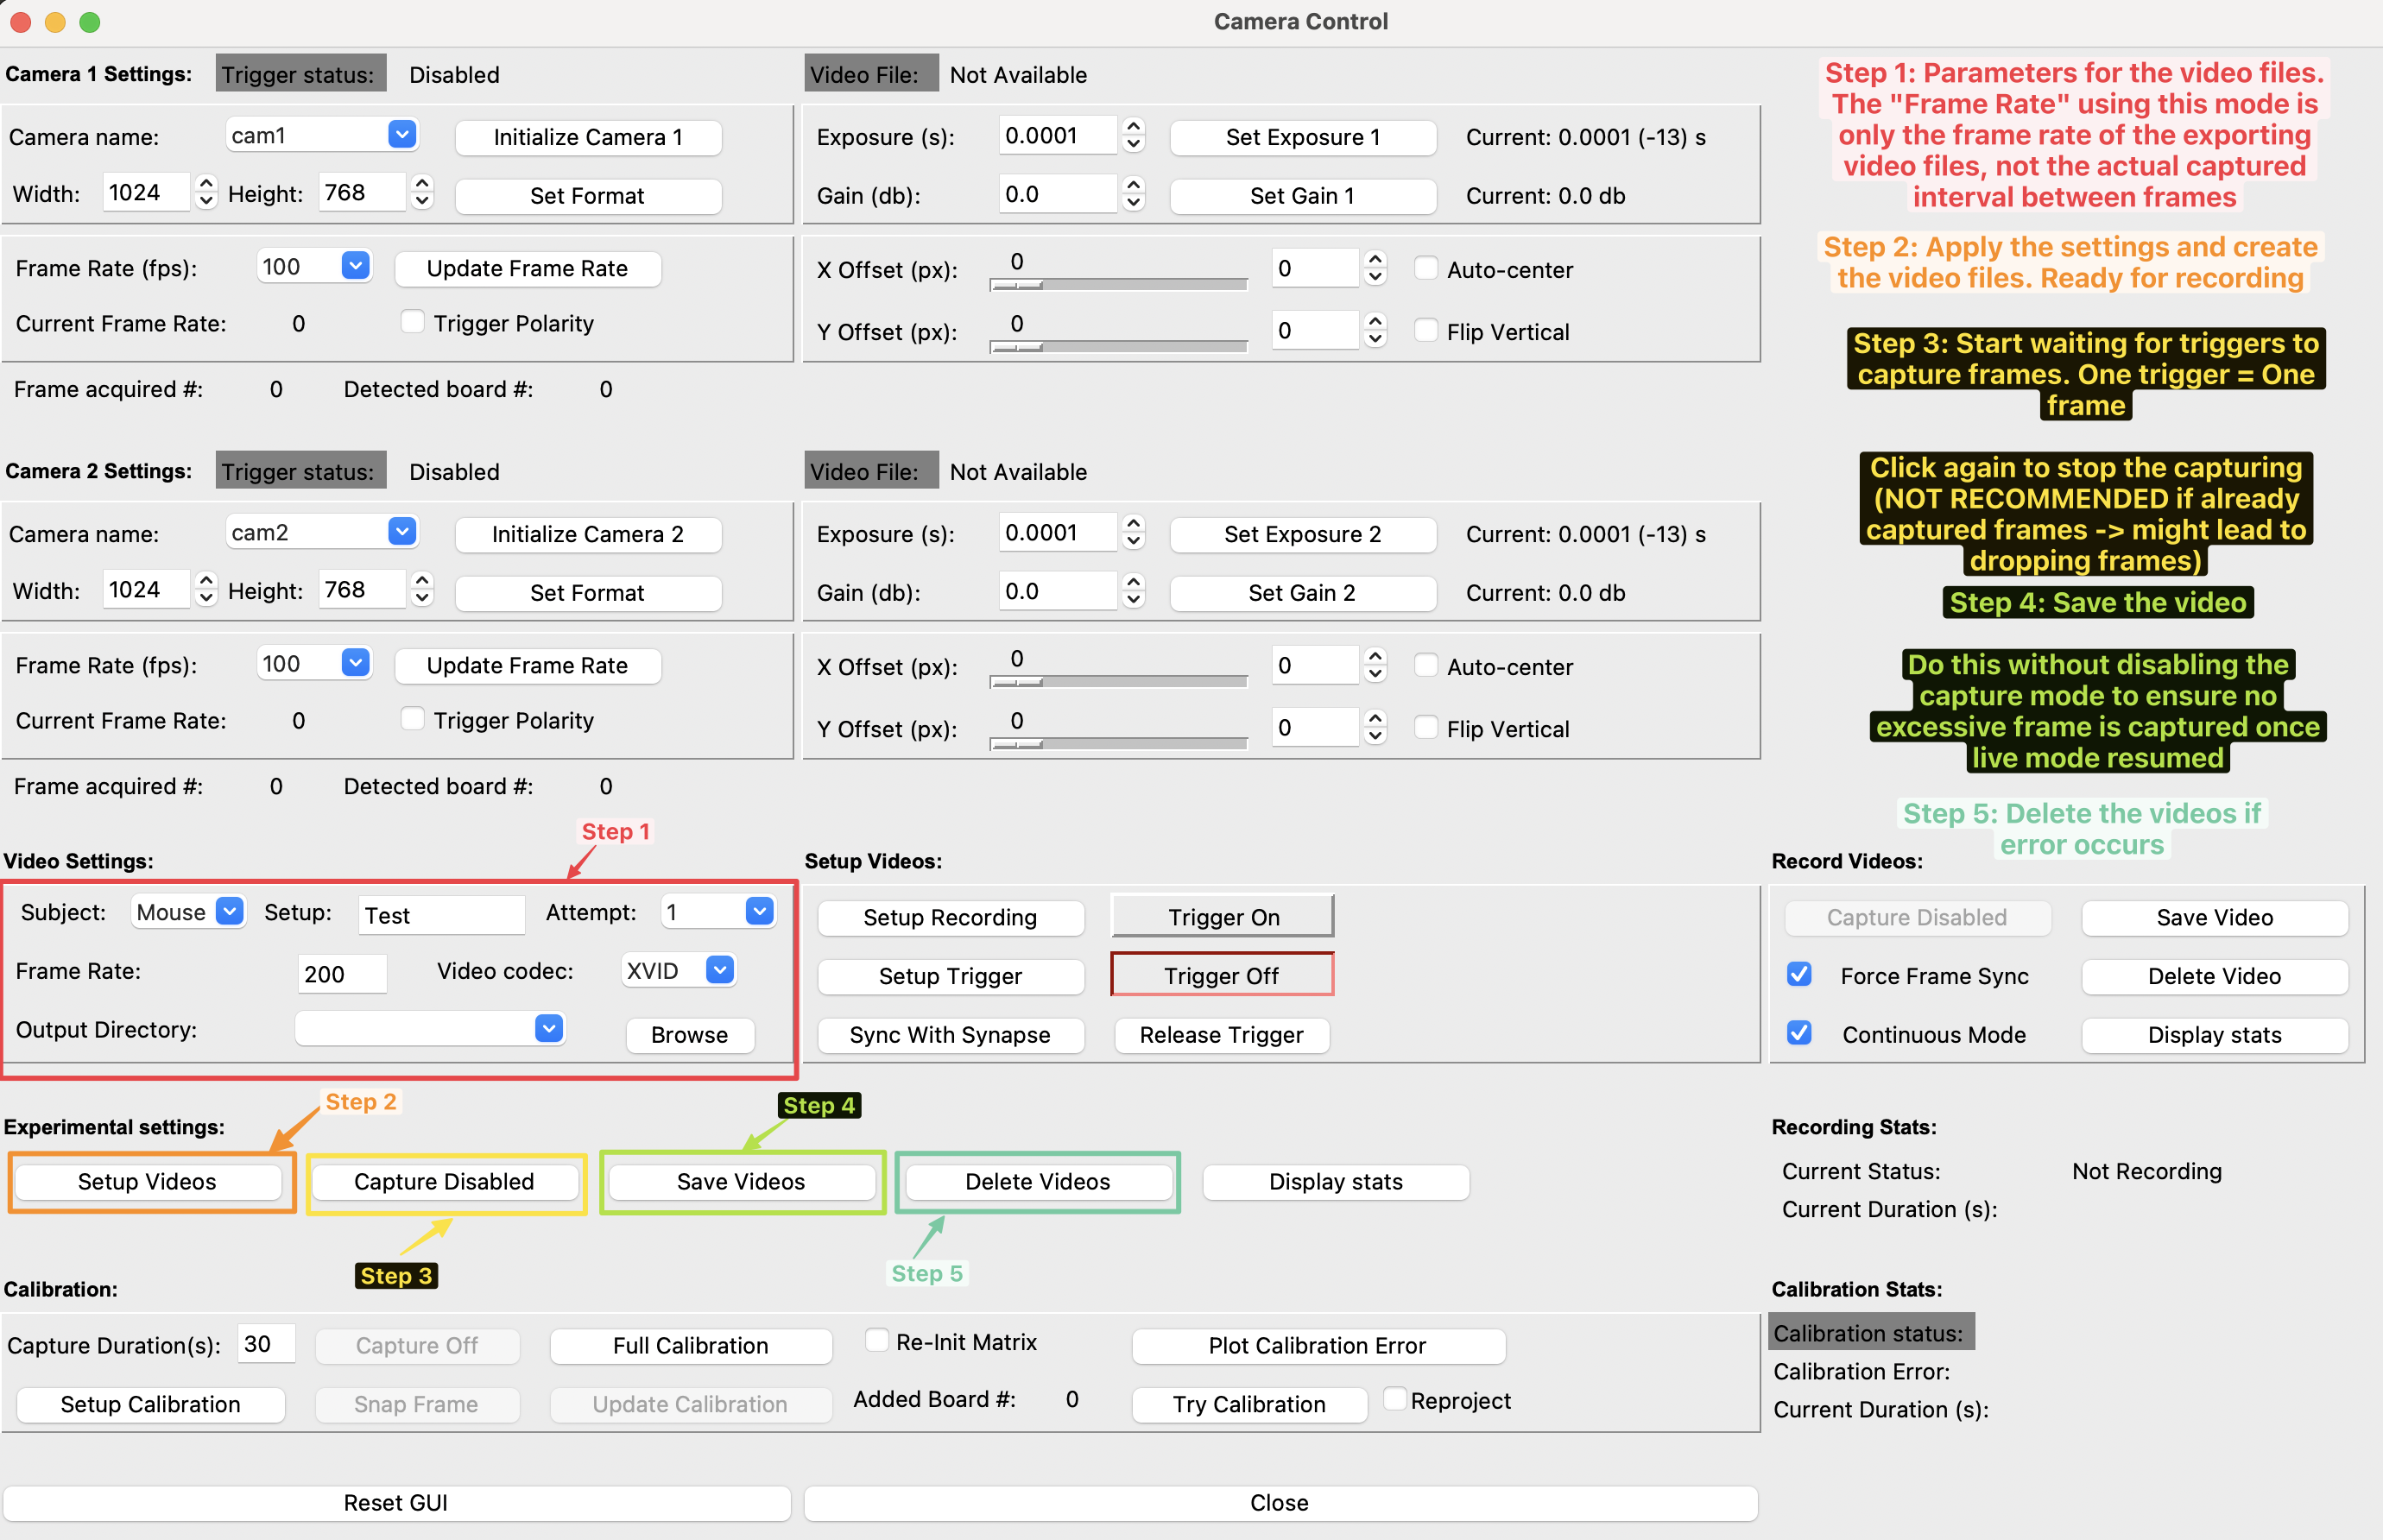 Camera Control
Camera 1 Settings: Trigger status: Disabled Video File: Not Available
Camera name: cam1 Initialize Camera 1 Exposure (s): 0.0001 Set Exposure 1 Current: 0.0001 (-13) s
Width: 1024 Height: 768 Set Format Gain (db): 0.0 Set Gain 1 Current: 0.0 db
Frame Rate (fps): 100 Update Frame Rate X Offset (px): 0 0 Auto-center
Current Frame Rate: 0 Trigger Polarity Y Offset (px): 0 0 Flip Vertical
Frame acquired #: 0 Detected board #: 0
Camera 2 Settings: Trigger status: Disabled Video File: Not Available
Camera name: cam2 Initialize Camera 2 Exposure (s): 0.0001 Set Exposure 2 Current: 0.0001 (-13) s
Width: 1024 Height: 768 Set Format Gain (db): 0.0 Set Gain 2 Current: 0.0 db
Frame Rate (fps): 100 Update Frame Rate X Offset (px): 0 0 Auto-center
Current Frame Rate: 0 Trigger Polarity Y Offset (px): 0 0 Flip Vertical
Frame acquired #: 0 Detected board #: 0
Step 1: Parameters for the video files.
The "Frame Rate" using this mode is
only the frame rate of the exporting
video files, not the actual captured
interval between frames
Step 2: Apply the settings and create
the video files. Ready for recording
Step 3: Start waiting for triggers to
capture frames. One trigger = One
frame
Click again to stop the capturing
(NOT RECOMMENDED if already
captured frames -> might lead to
dropping frames)
Step 4: Save the video
Do this without disabling the
capture mode to ensure no
excessive frame is captured once
live mode resumed
Step 5: Delete the videos if
error occurs
Step 1
Video Settings: Setup Videos: Record Videos:
Subject: Mouse Setup: Test Attempt: 1 Setup Recording Trigger On Capture Disabled Save Video
Frame Rate: 200 Video codec: XVID Setup Trigger Trigger Off Force Frame Sync Delete Video
Output Directory: Browse Sync With Synapse Release Trigger Continuous Mode Display stats
Step 2 Step 4
Experimental settings: Recording Stats:
Setup Videos Capture Disabled Save Videos Delete Videos Display stats Current Status: Not Recording
Current Duration (s):
Step 3 Step 5
Calibration: Calibration Stats:
Capture Duration(s): 30 Capture Off Full Calibration Re-Init Matrix Plot Calibration Error Calibration status:
Calibration Error:
Setup Calibration Snap Frame Update Calibration Added Board #: 0 Try Calibration Reproject Current Duration (s):
Reset GUI Close